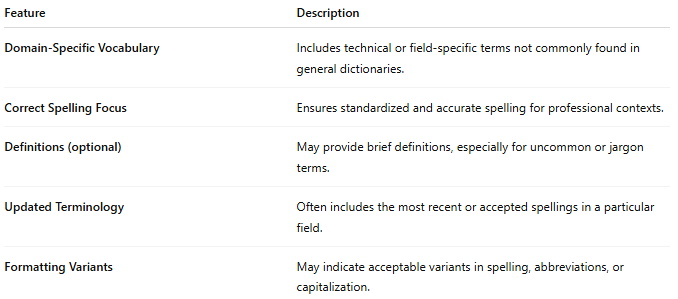 Feature Description
Domain-Specific Vocabulary Includes technical or field-specific terms not commonly found in
general dictionaries.
Correct Spelling Focus Ensures standardized and accurate spelling for professional contexts.
Definitions (optional) May provide brief definitions, especially for uncommon or jargon
terms.
Updated Terminology Often includes the most recent or accepted spellings in a particular
field.
Formatting Variants May indicate acceptable variants in spelling, abbreviations, or
capitalization.